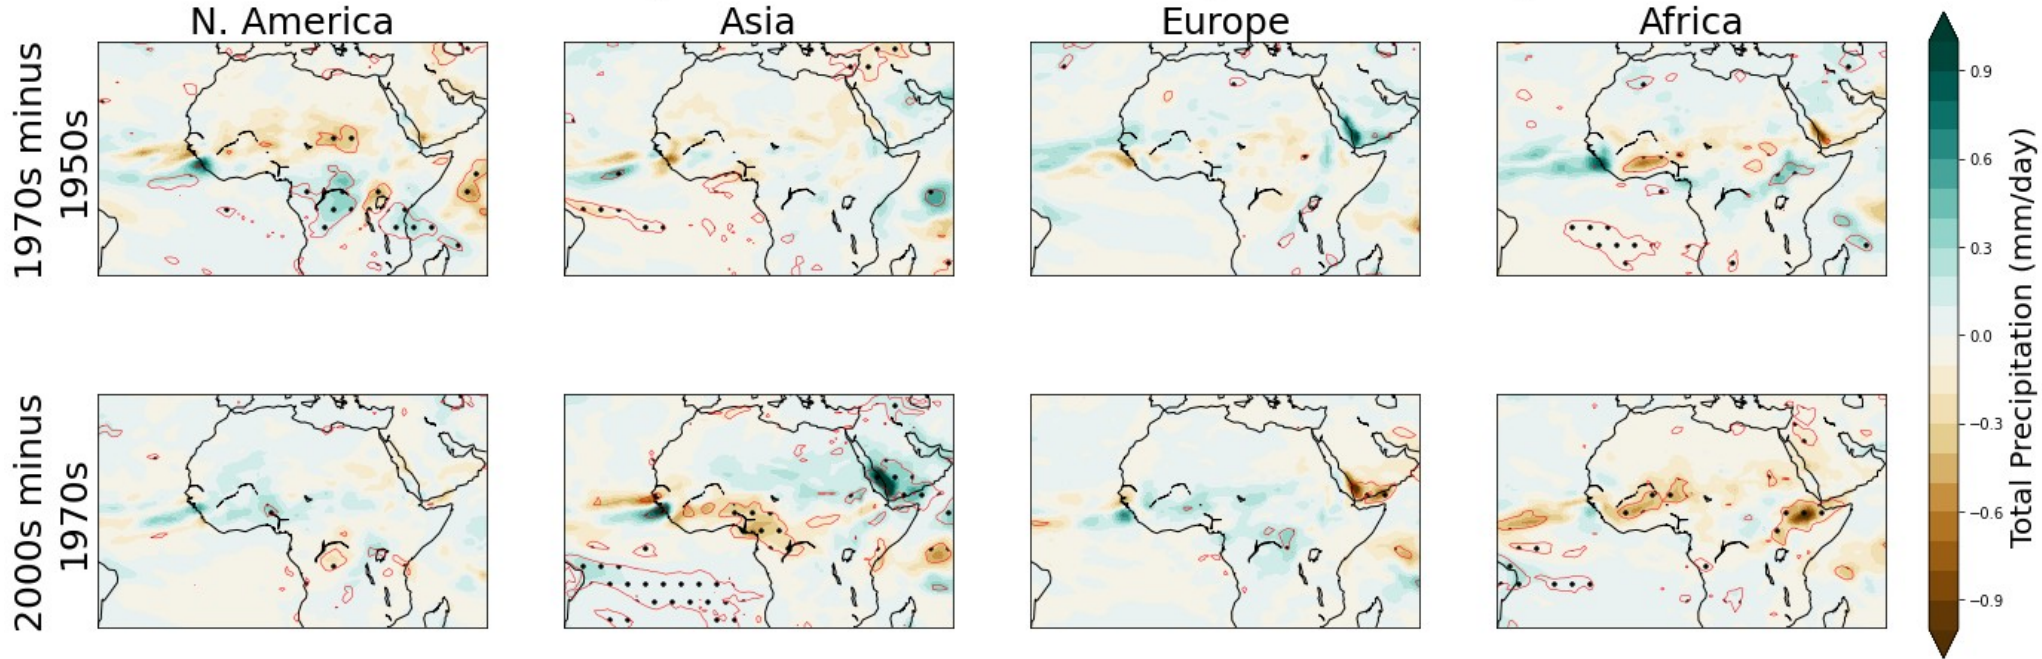 N. America
Asia
Europe
Africa
1970s minus
1950s
2000s minus
1970s
0.9
0.6
0.3
0.0
−0.3
−0.6
−0.9
Total Precipitation (mm/day)